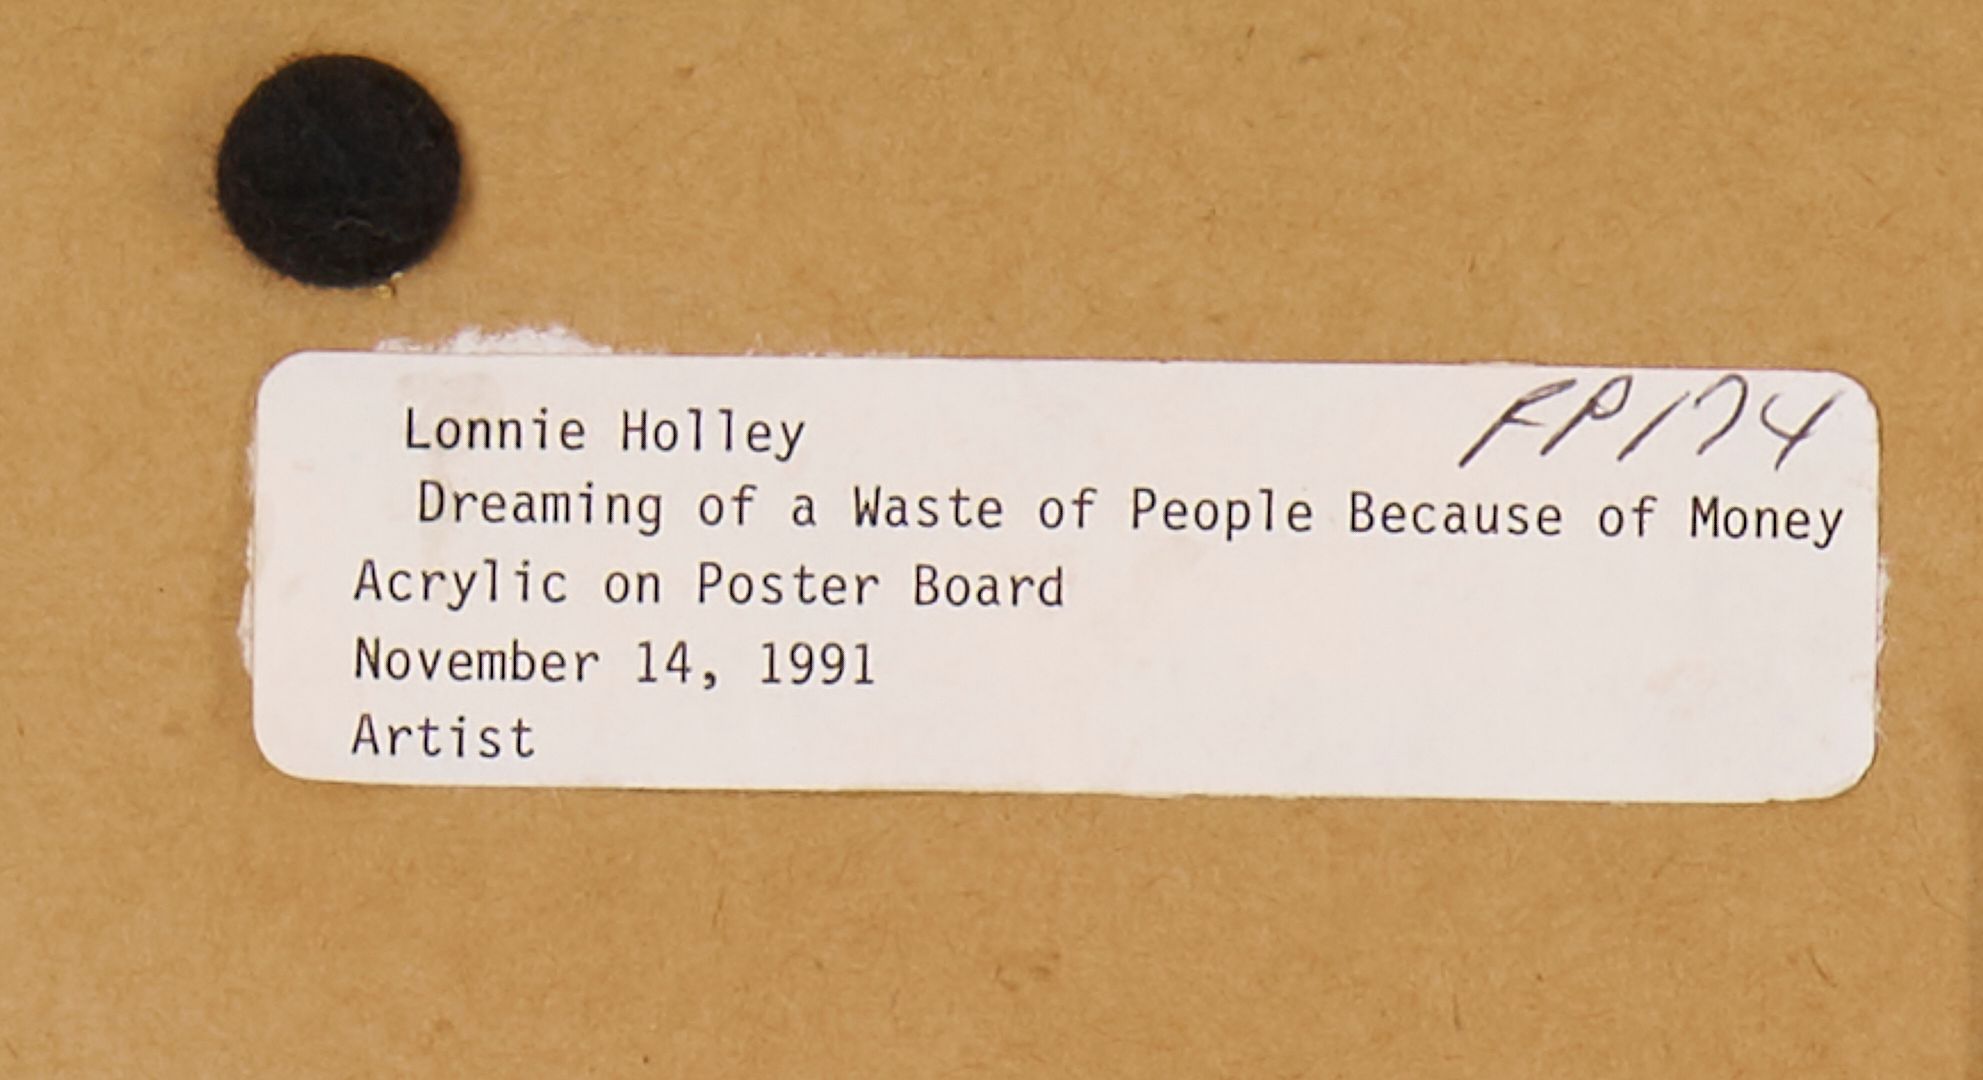 FP174
Lonnie Holley
Dreaming of a Waste of People Because of Money
Acrylic on Poster Board
November 14, 1991
Artist